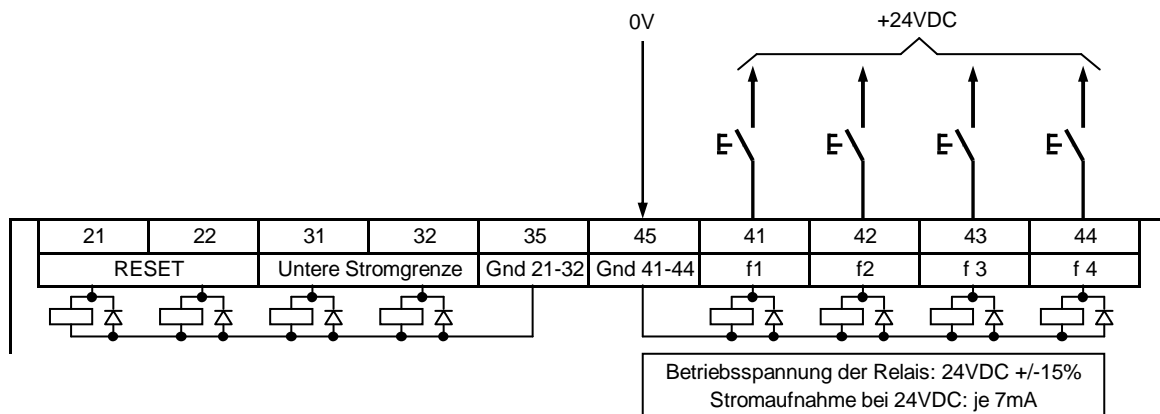 0V
+24VDC
21 22 31 32 35 45 41 42 43 44
RESET Untere Stromgrenze Gnd 21-32 Gnd 41-44 f1 f2 f 3 f 4
Betriebsspannung der Relais: 24VDC +/-15%
Stromaufnahme bei 24VDC: je 7mA